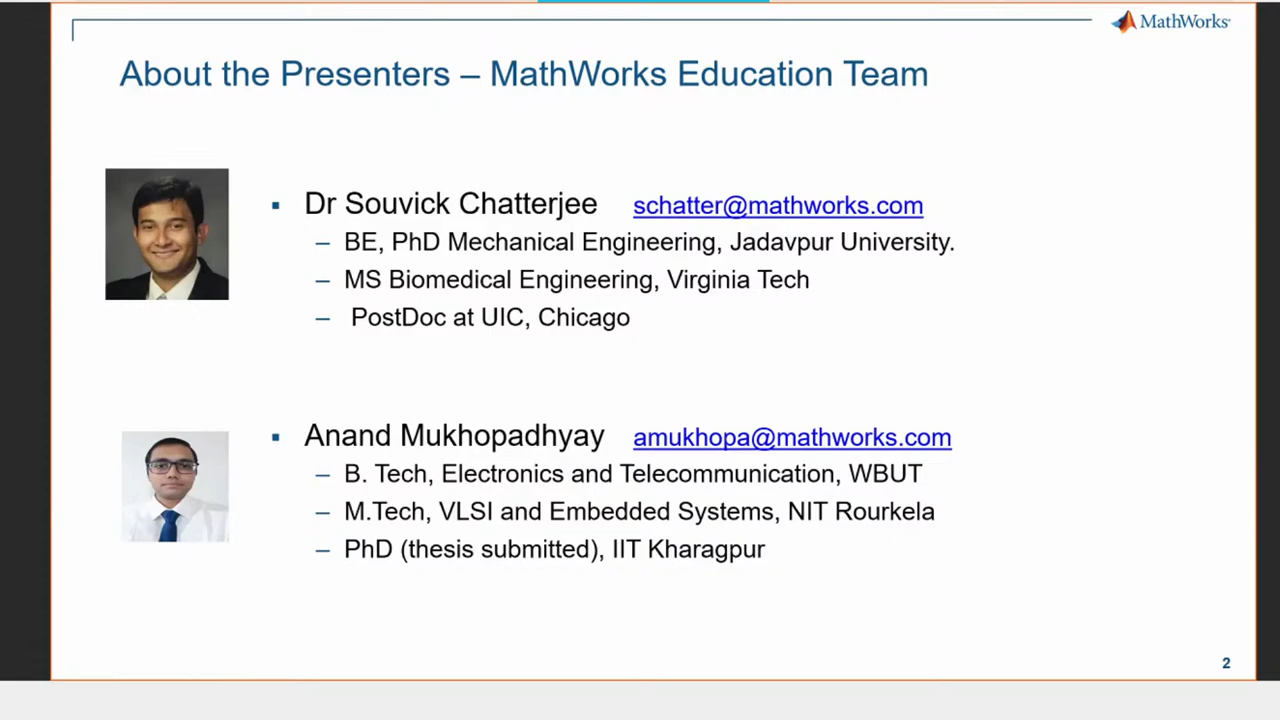 MathWorks
About the Presenters – MathWorks Education Team
▪ Dr Souvick Chatterjee schatter@mathworks.com
– BE, PhD Mechanical Engineering, Jadavpur University.
– MS Biomedical Engineering, Virginia Tech
– PostDoc at UIC, Chicago
▪ Anand Mukhopadhyay amukhopa@mathworks.com
– B. Tech, Electronics and Telecommunication, WBUT
– M.Tech, VLSI and Embedded Systems, NIT Rourkela
– PhD (thesis submitted), IIT Kharagpur
2